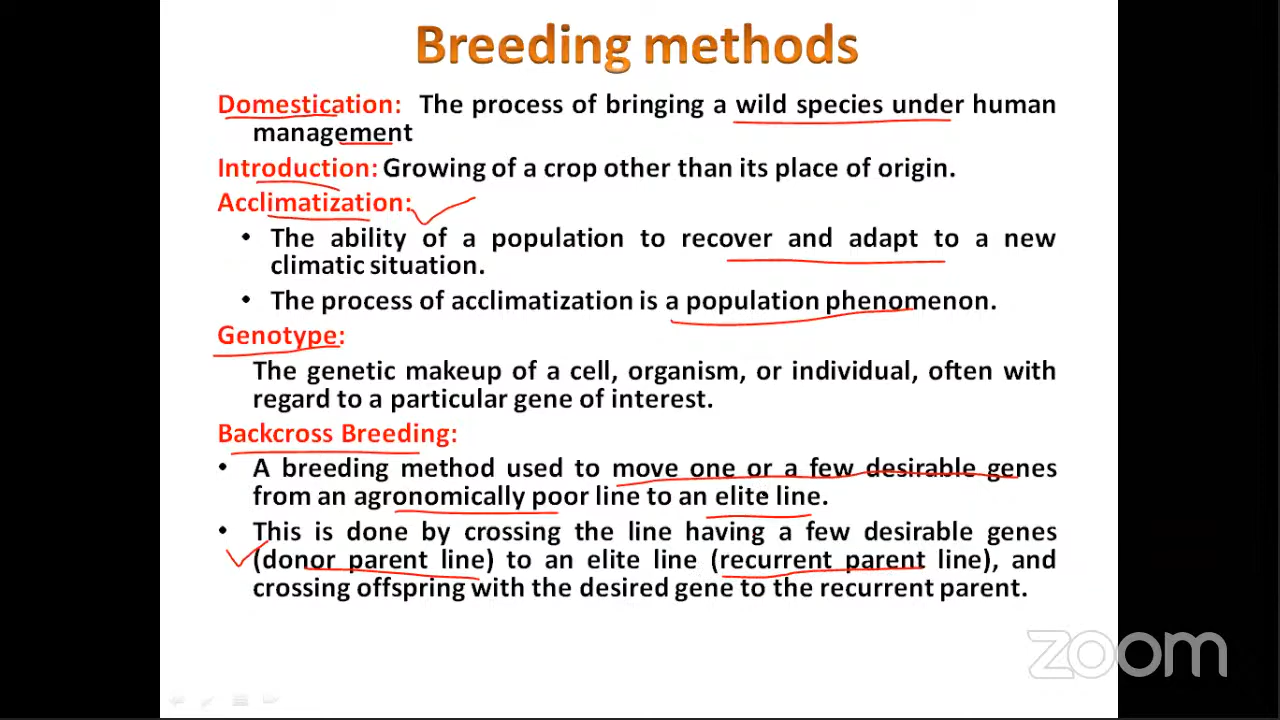 Breeding methods
Domestication: The process of bringing a wild species under human
management
Introduction: Growing of a crop other than its place of origin.
Acclimatization:
• The ability of a population to recover and adapt to a new
climatic situation.
• The process of acclimatization is a population phenomenon.
Genotype:
The genetic makeup of a cell, organism, or individual, often with
regard to a particular gene of interest.
Backcross Breeding:
• A breeding method used to move one or a few desirable genes
from an agronomically poor line to an elite line.
• This is done by crossing the line having a few desirable genes
(donor parent line) to an elite line (recurrent parent line), and
crossing offspring with the desired gene to the recurrent parent.
zoom